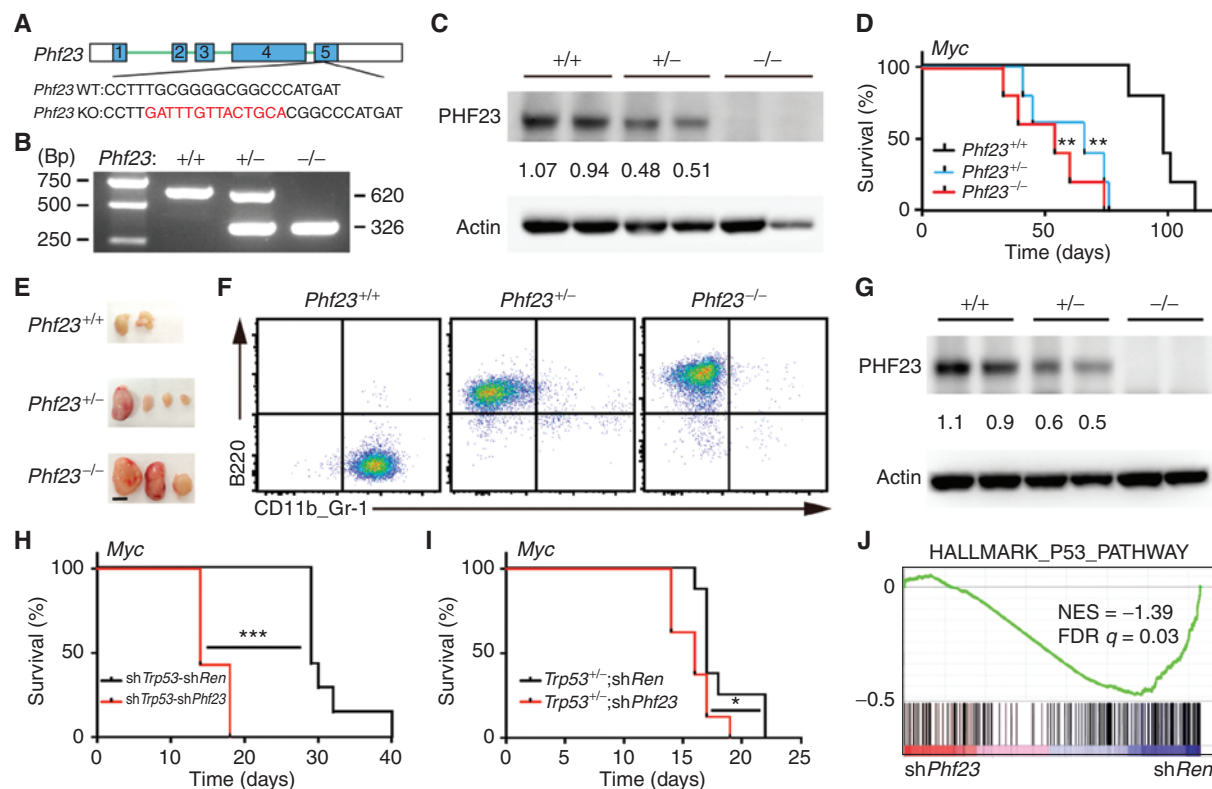 A
Phf23
1 2 3 4 5
Phf23 WT:CCTTTGCGGGGCGGCCCATGAT
Phf23 KO:CCTTGATTTGTTACTGCACGGCCCATGAT
B
(Bp) Phf23: +/+ +/− −/−
750
500
250
620
326
C
+/+ +/− −/−
PHF23
1.07 0.94 0.48 0.51
Actin
D
Myc
Survival (%)
100
50
0
** **
Phf23+/+
Phf23+/−
Phf23−/−
0 50 100
Time (days)
E
Phf23+/+
Phf23+/−
Phf23−/−
F
Phf23+/+ Phf23+/− Phf23−/−
B220
CD11b_Gr-1
G
+/+ +/− −/−
PHF23
1.1 0.9 0.6 0.5
Actin
H
Myc
Survival (%)
100
50
0
***
shTrp53-shRen
shTrp53-shPhf23
0 20 30 40
Time (days)
I
Myc
Survival (%)
100
50
0
Trp53+/−;shRen
Trp53+/−;shPhf23
*
0 5 10 15 20 25
Time (days)
J
HALLMARK_P53_PATHWAY
0
−0.5
NES = −1.39
FDR q = 0.03
shPhf23 shRen